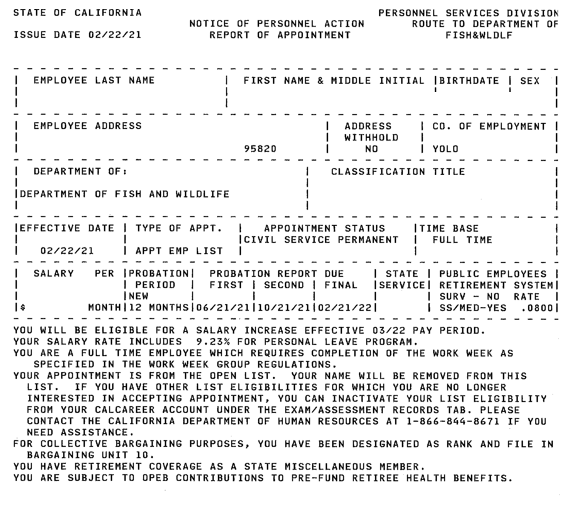 STATE OF CALIFORNIA PERSONNEL SERVICES DIVISION
NOTICE OF PERSONNEL ACTION ROUTE TO DEPARTMENT OF
ISSUE DATE 02/22/21 REPORT OF APPOINTMENT FISH&WLDLF
EMPLOYEE LAST NAME | FIRST NAME & MIDDLE INITIAL | BIRTHDATE | SEX
EMPLOYEE ADDRESS | ADDRESS | CO. OF EMPLOYMENT
WITHHOLD
95820 | NO | YOLO
DEPARTMENT OF: | CLASSIFICATION TITLE
DEPARTMENT OF FISH AND WILDLIFE
EFFECTIVE DATE | TYPE OF APPT. | APPOINTMENT STATUS | TIME BASE
CIVIL SERVICE PERMANENT | FULL TIME
02/22/21 | APPT EMP LIST
SALARY PER | PROBATION | PROBATION REPORT DUE | STATE | PUBLIC EMPLOYEES
PERIOD | FIRST | SECOND | FINAL | SERVICE | RETIREMENT SYSTEM
NEW | SURV - NO RATE
$ MONTH | 12 MONTHS | 06/21/21 | 10/21/21 | 02/21/22 | SS/MED-YES .0800
YOU WILL BE ELIGIBLE FOR A SALARY INCREASE EFFECTIVE 03/22 PAY PERIOD.
YOUR SALARY RATE INCLUDES 9.23% FOR PERSONAL LEAVE PROGRAM.
YOU ARE A FULL TIME EMPLOYEE WHICH REQUIRES COMPLETION OF THE WORK WEEK AS
SPECIFIED IN THE WORK WEEK GROUP REGULATIONS.
YOUR APPOINTMENT IS FROM THE OPEN LIST. YOUR NAME WILL BE REMOVED FROM THIS
LIST. IF YOU HAVE OTHER LIST ELIGIBILITIES FOR WHICH YOU ARE NO LONGER
INTERESTED IN ACCEPTING APPOINTMENT, YOU CAN INACTIVATE YOUR LIST ELIGIBILITY
FROM YOUR CALCAREER ACCOUNT UNDER THE EXAM/ASSESSMENT RECORDS TAB. PLEASE
CONTACT THE CALIFORNIA DEPARTMENT OF HUMAN RESOURCES AT 1-866-844-8671 IF YOU
NEED ASSISTANCE.
FOR COLLECTIVE BARGAINING PURPOSES, YOU HAVE BEEN DESIGNATED AS RANK AND FILE IN
BARGAINING UNIT 10.
YOU HAVE RETIREMENT COVERAGE AS A STATE MISCELLANEOUS MEMBER.
YOU ARE SUBJECT TO OPEB CONTRIBUTIONS TO PRE-FUND RETIREE HEALTH BENEFITS.